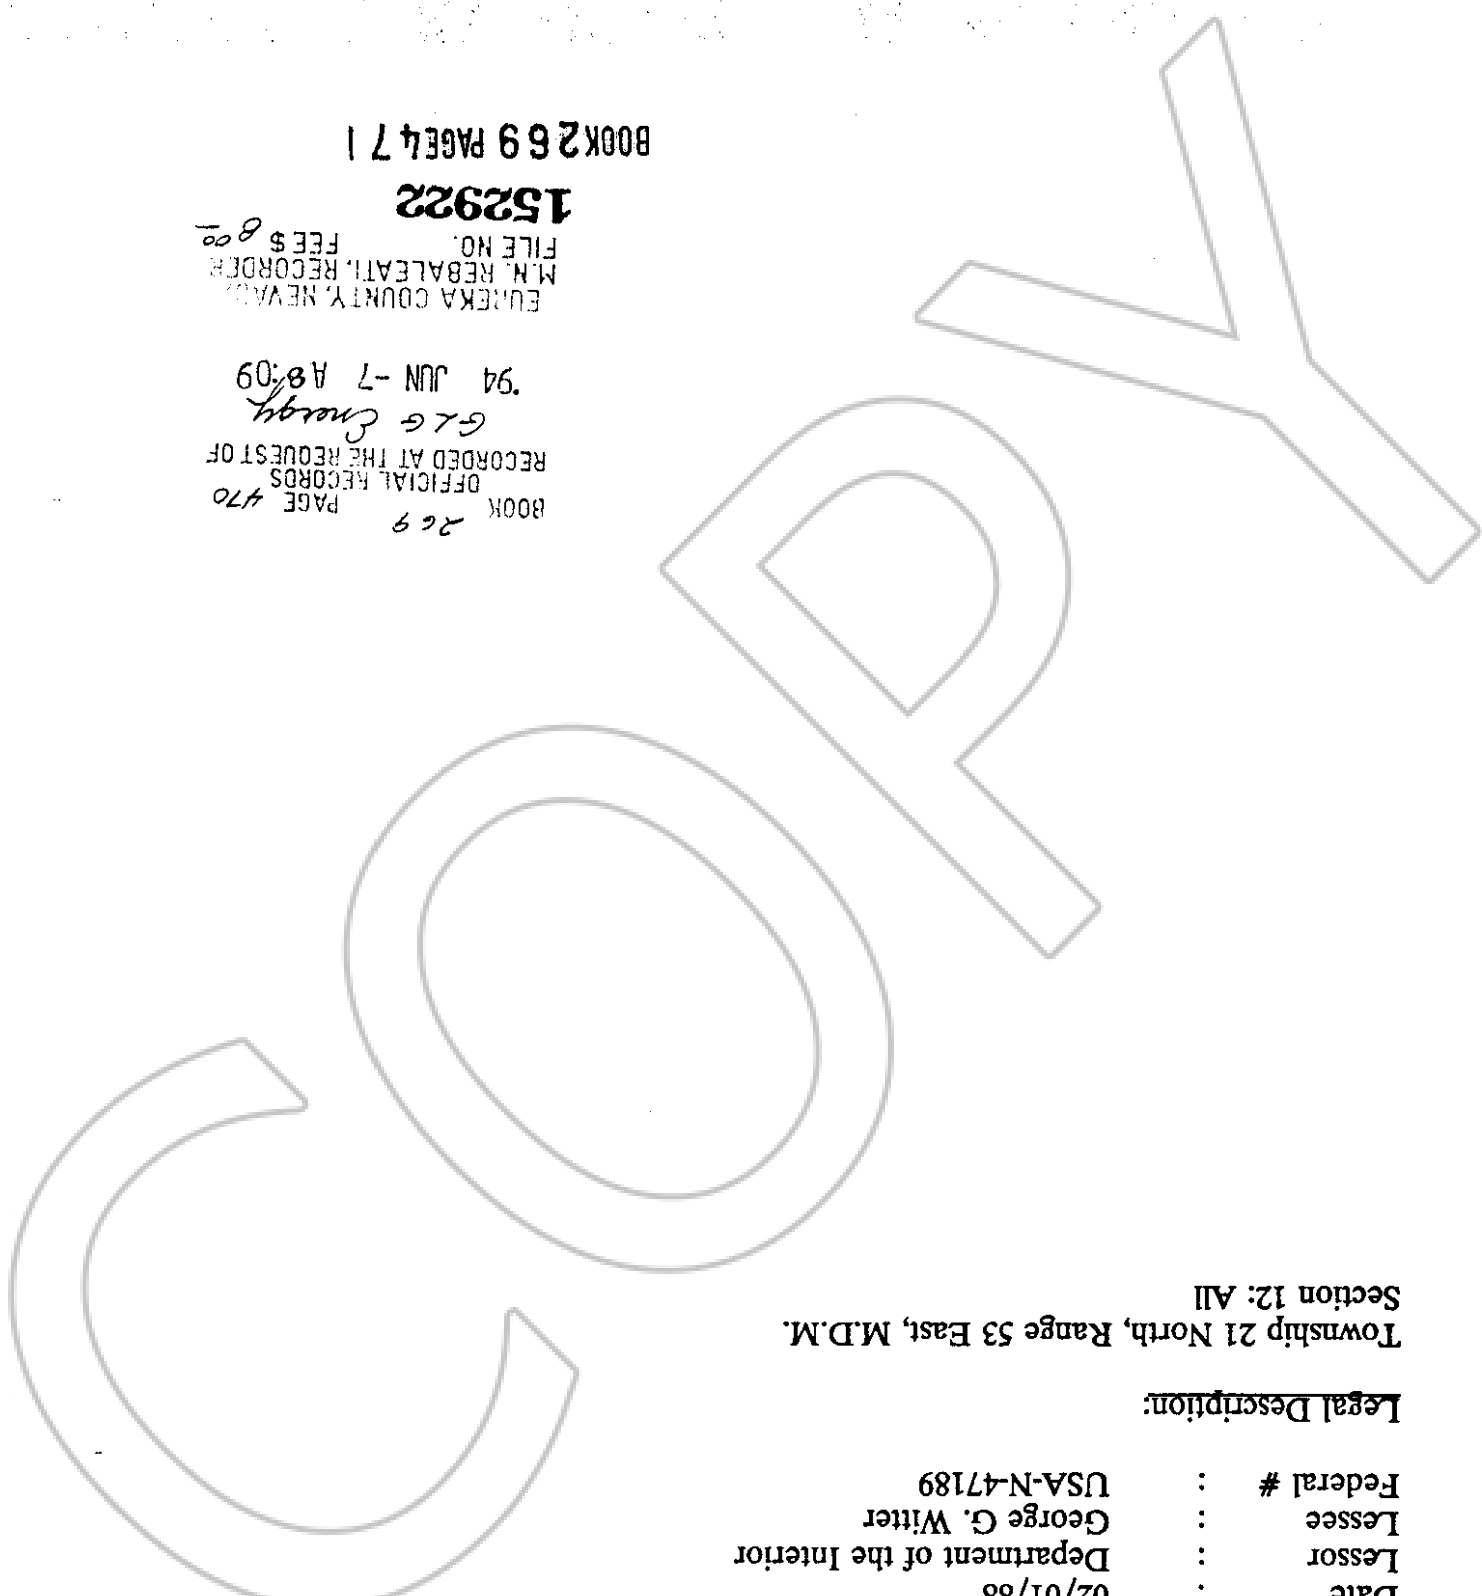 Date : 02/01/88
Lessor : Department of the Interior
Lessee : George G. Witter
Federal # : USA-N-47189
Legal Description:
Township 21 North, Range 53 East, M.D.M.
Section 12: All
BOOK 269 PAGE 470
OFFICIAL RECORDS
RECORDED AT THE REQUEST OF
GLG Energy
'94 JUN -7 A8:09
EUREKA COUNTY, NEVADA
M.N. REBALEATI, RECORDER
FILE NO. FEE $ 8.00
152922
BOOK 269 PAGE 471
COPY